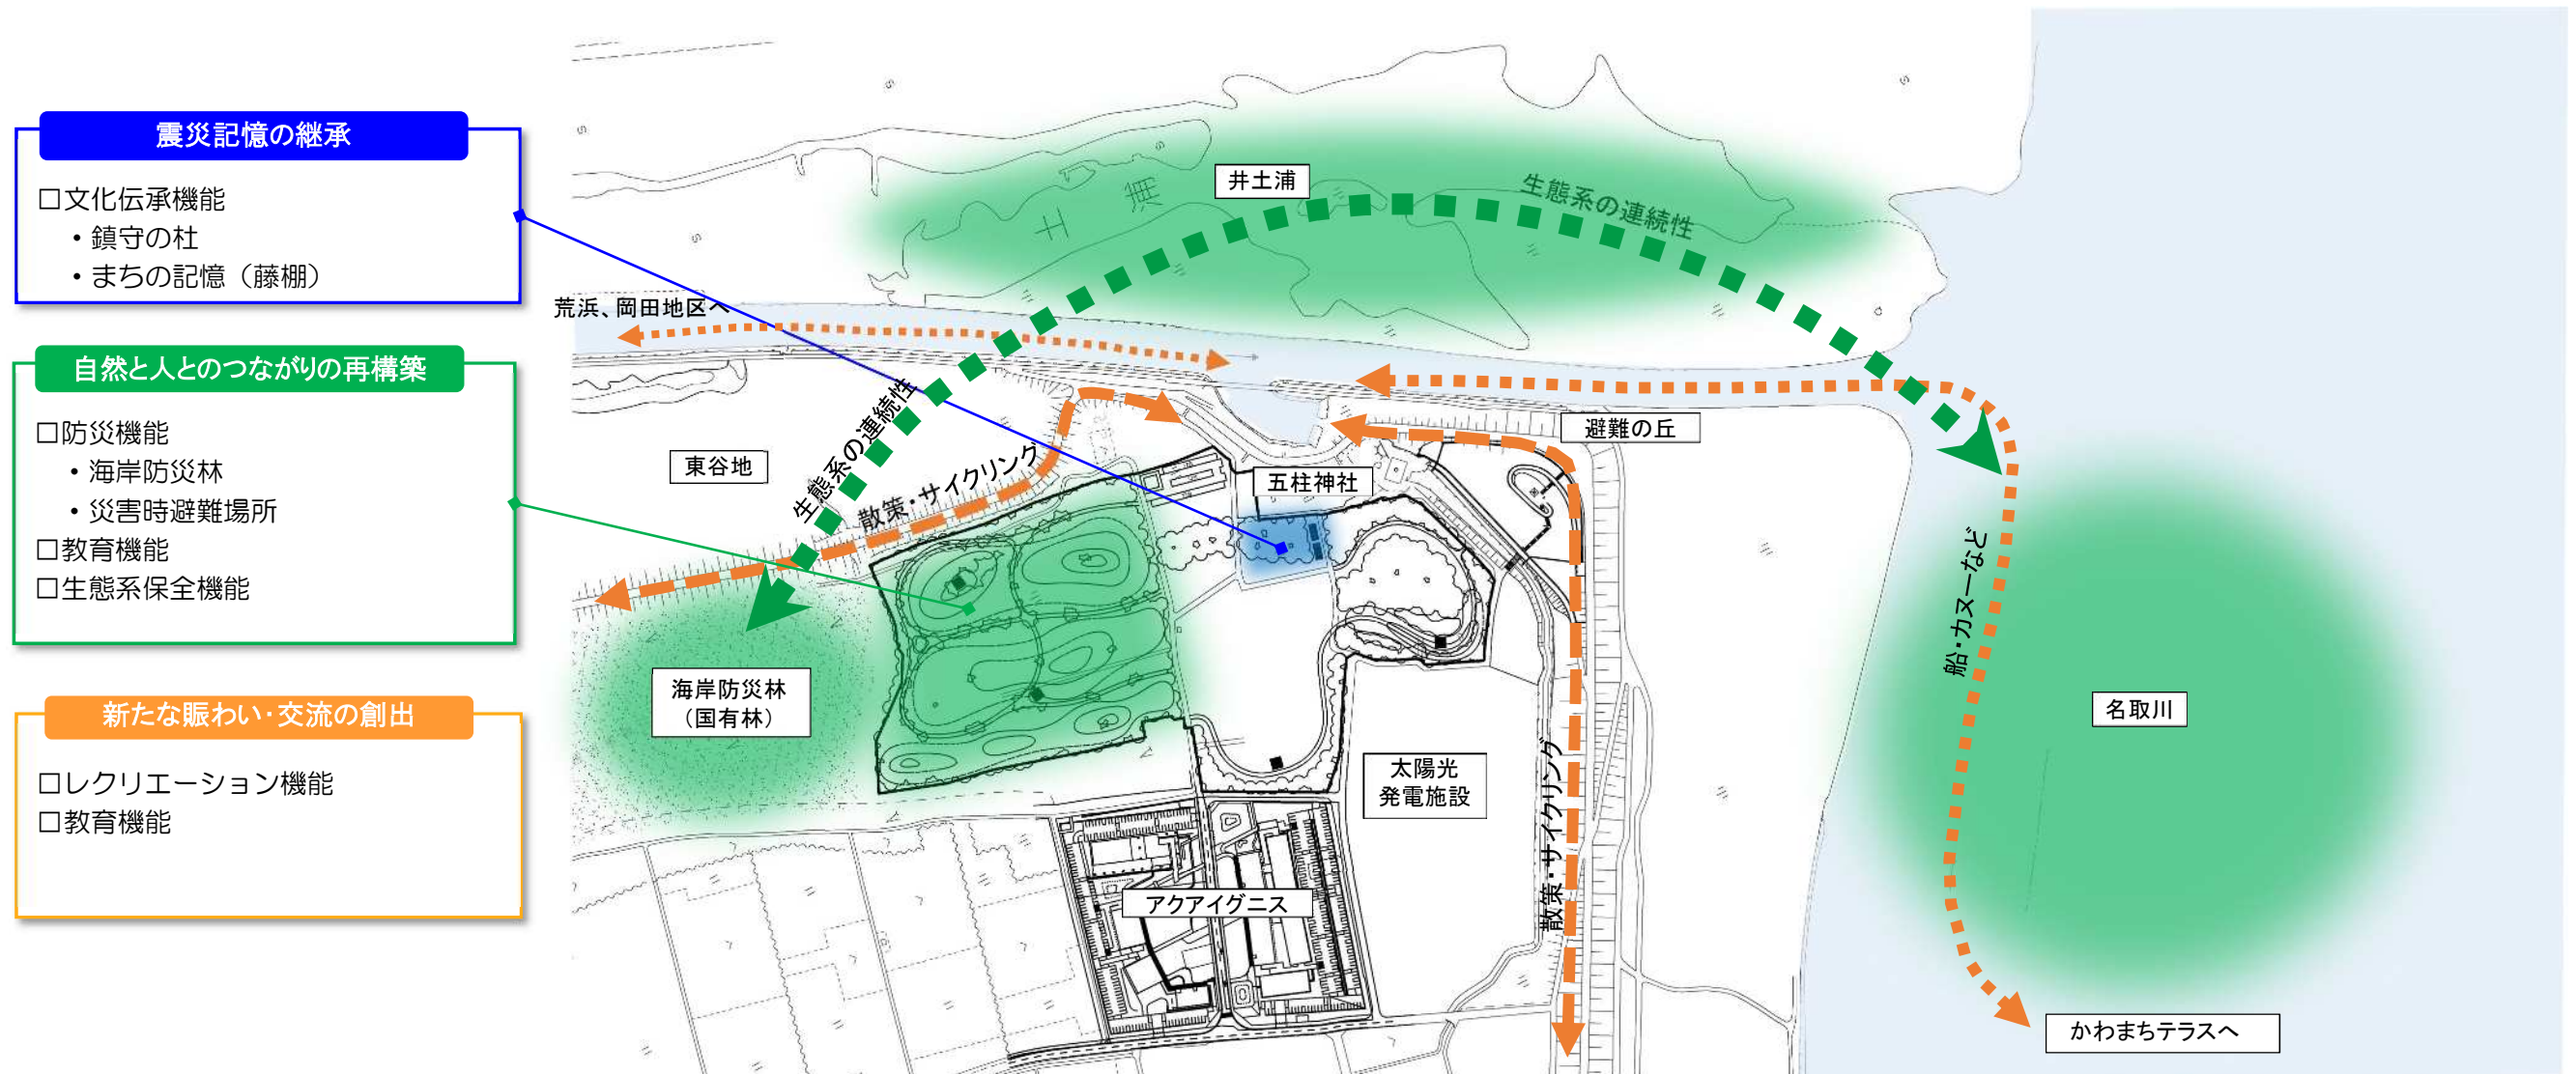 震災記憶の継承
□文化伝承機能
・鎮守の杜
・まちの記憶（藤棚）
自然と人とのつながりの再構築
□防災機能
・海岸防災林
・災害時避難場所
□教育機能
□生態系保全機能
新たな賑わい・交流の創出
□レクリエーション機能
□教育機能
井土浦
土 浦
生態系の連続性
荒浜、岡田地区へ
生態系の連続性
東谷地
散策・サイクリング
避難の丘
五柱神社
海岸防災林
（国有林）
太陽光
発電施設
散策・サイクリング
アクアイグニス
船・カヌーなど
名取川
かわまちテラスへ